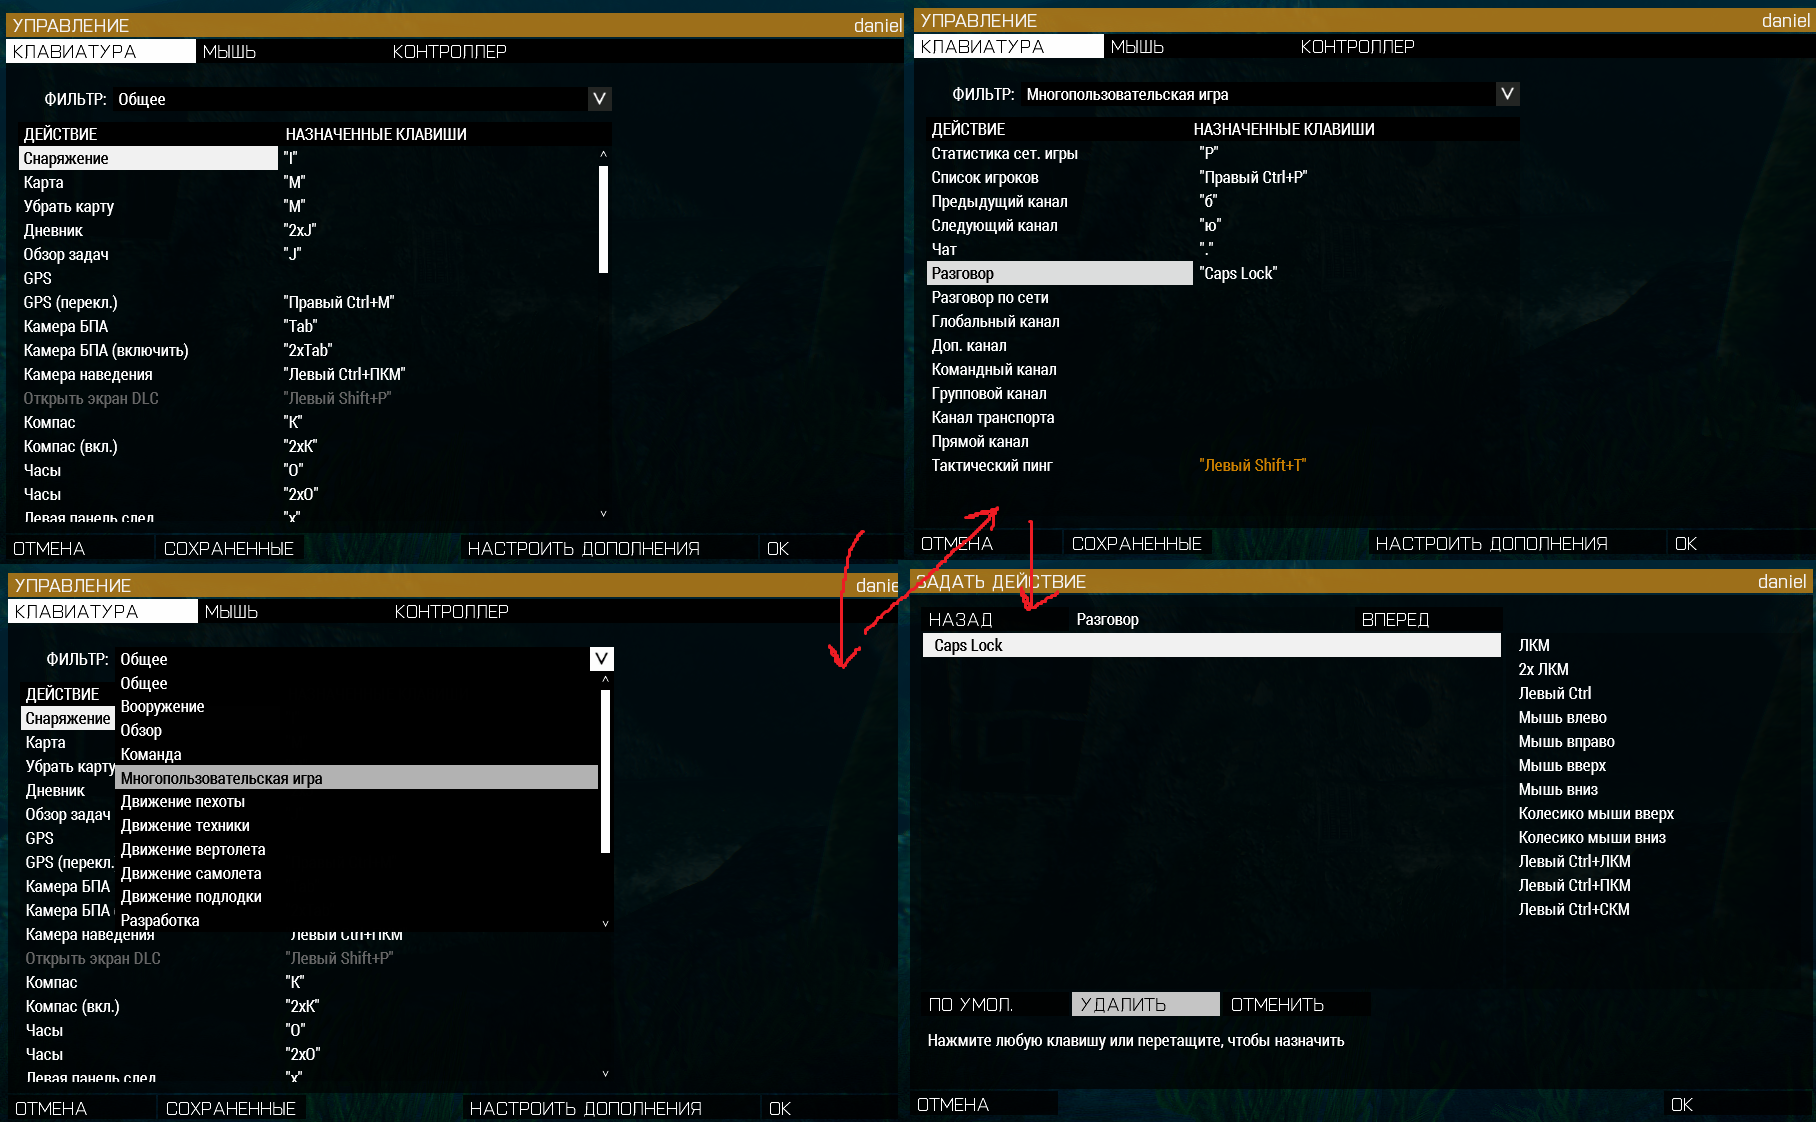 УПРАВЛЕНИЕ daniel
КЛАВИАТУРА МЫШЬ КОНТРОЛЛЕР
ФИЛЬТР: Общее
ДЕЙСТВИЕ НАЗНАЧЕННЫЕ КЛАВИШИ
Снаряжение "I"
Карта "M"
Убрать карту "M"
Дневник "2xJ"
Обзор задач "J"
GPS
GPS (перекл.) "Правый Ctrl+M"
Камера БПА "Tab"
Камера БПА (включить) "2xTab"
Камера наведения "Левый Ctrl+ПКМ"
Открыть экран DLC "Левый Shift+P"
Компас "K"
Компас (вкл.) "2xK"
Часы "O"
Часы "2xO"
Левая панель след "х"
ОТМЕНА СОХРАНЕННЫЕ НАСТРОИТЬ ДОПОЛНЕНИЯ OK
УПРАВЛЕНИЕ daniel
КЛАВИАТУРА МЫШЬ КОНТРОЛЛЕР
ФИЛЬТР: Многопользовательская игра
ДЕЙСТВИЕ НАЗНАЧЕННЫЕ КЛАВИШИ
Статистика сет. игры "P"
Список игроков "Правый Ctrl+P"
Предыдущий канал "б"
Следующий канал "ю"
Чат "."
Разговор "Caps Lock"
Разговор по сети
Глобальный канал
Доп. канал
Командный канал
Групповой канал
Канал транспорта
Прямой канал
Тактический пинг "Левый Shift+T"
ОТМЕНА СОХРАНЕННЫЕ НАСТРОИТЬ ДОПОЛНЕНИЯ OK
УПРАВЛЕНИЕ danie
КЛАВИАТУРА МЫШЬ КОНТРОЛЛЕР
ФИЛЬТР: Общее
Общее
Вооружение
Обзор
Команда
Многопользовательская игра
Движение пехоты
Движение техники
Движение вертолета
Движение самолета
Движение подлодки
Разработка
ДЕЙСТВИЕ
Снаряжение
Карта
Убрать карту
Дневник
Обзор задач
GPS
GPS (перекл.
Камера БПА
Камера БПА (
Камера наведения "Левый Ctrl+ПКМ
Открыть экран DLC "Левый Shift+P"
Компас "K"
Компас (вкл.) "2xK"
Часы "O"
Часы "2xO"
Левая панель след "х"
ОТМЕНА СОХРАНЕННЫЕ НАСТРОИТЬ ДОПОЛНЕНИЯ OK
ЗАДАТЬ ДЕЙСТВИЕ daniel
НАЗАД Разговор ВПЕРЕД
Caps Lock
ЛКМ
2x ЛКМ
Левый Ctrl
Мышь влево
Мышь вправо
Мышь вверх
Мышь вниз
Колесико мыши вверх
Колесико мыши вниз
Левый Ctrl+ЛКМ
Левый Ctrl+ПКМ
Левый Ctrl+СКМ
ПО УМОЛ. УДАЛИТЬ ОТМЕНИТЬ
Нажмите любую клавишу или перетащите, чтобы назначить
ОТМЕНА OK